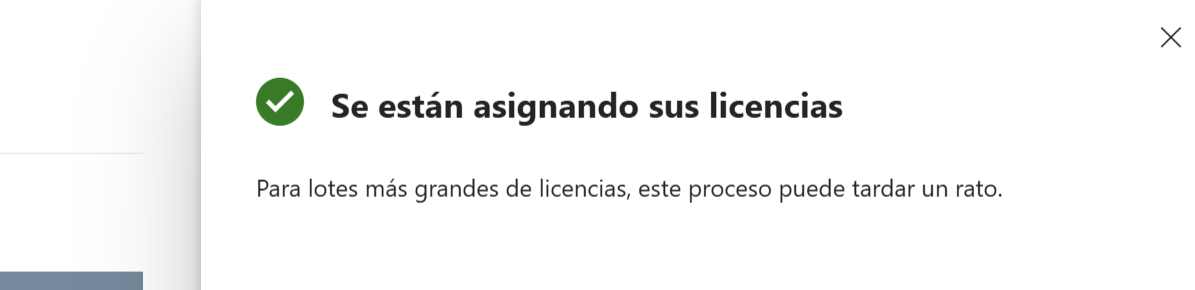 Se están asignando sus licencias
Para lotes más grandes de licencias, este proceso puede tardar un rato.